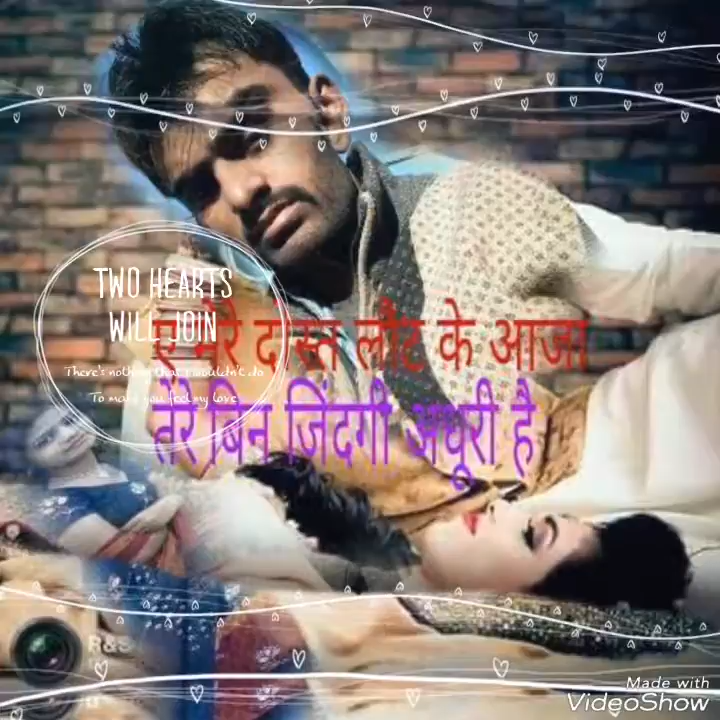 TWO HEARTS
WILL JOIN
There's nothing that I wouldn't do
To make you feel my love
ए मेरे दोस्त लौट के आजा
तेरे बिन जिंदगी अधूरी है
R&S
Made with
VideoShow